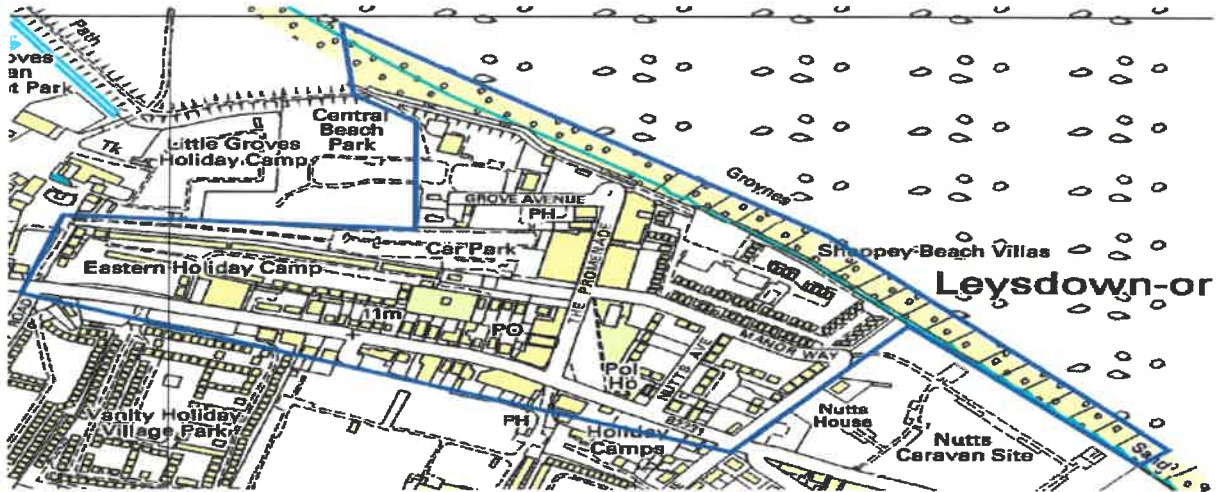 Path
oves
an
t Park
Tk
Central
Beach
Park
Little Groves
Holiday Camp
GROVE AVENUE
PH
Groynes
THE PROMENADE
Car Park
Eastern Holiday Camp
Sheppey Beach Villas
Leysdown-or
11m
PO
MANOR WAY
Pol
Ho
NUTTS AVE
ROAD
Vanity Holiday
Village Park
PH
B2231
Holiday
Camps
Nutts
House
Nutts
Caravan Site
Sand